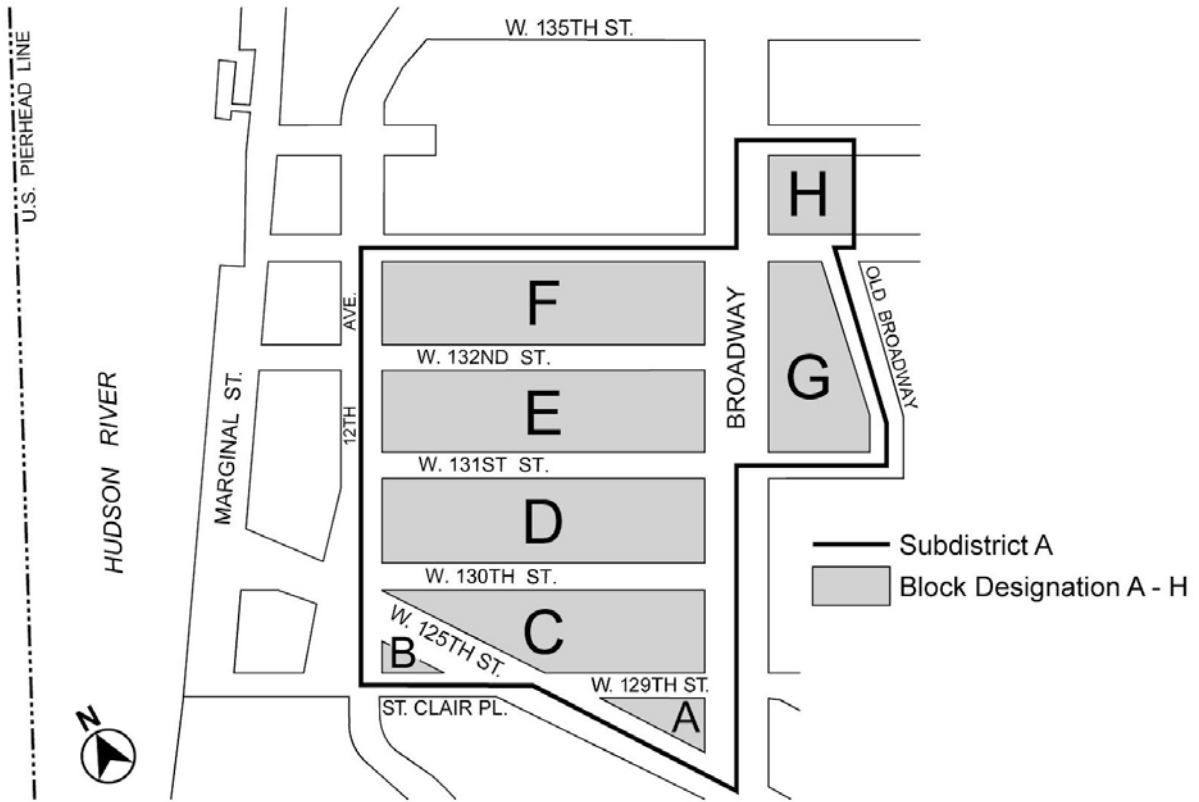 W. 135TH ST.
U.S. PIERHEAD LINE
H
F
BROADWAY
OLD BROADWAY
12TH AVE.
W. 132ND ST.
G
E
HUDSON RIVER
MARGINAL ST.
W. 131ST ST.
D
Subdistrict A
W. 130TH ST.
Block Designation A - H
C
W. 125TH ST.
B
W. 129TH ST.
ST. CLAIR PL.
A
N